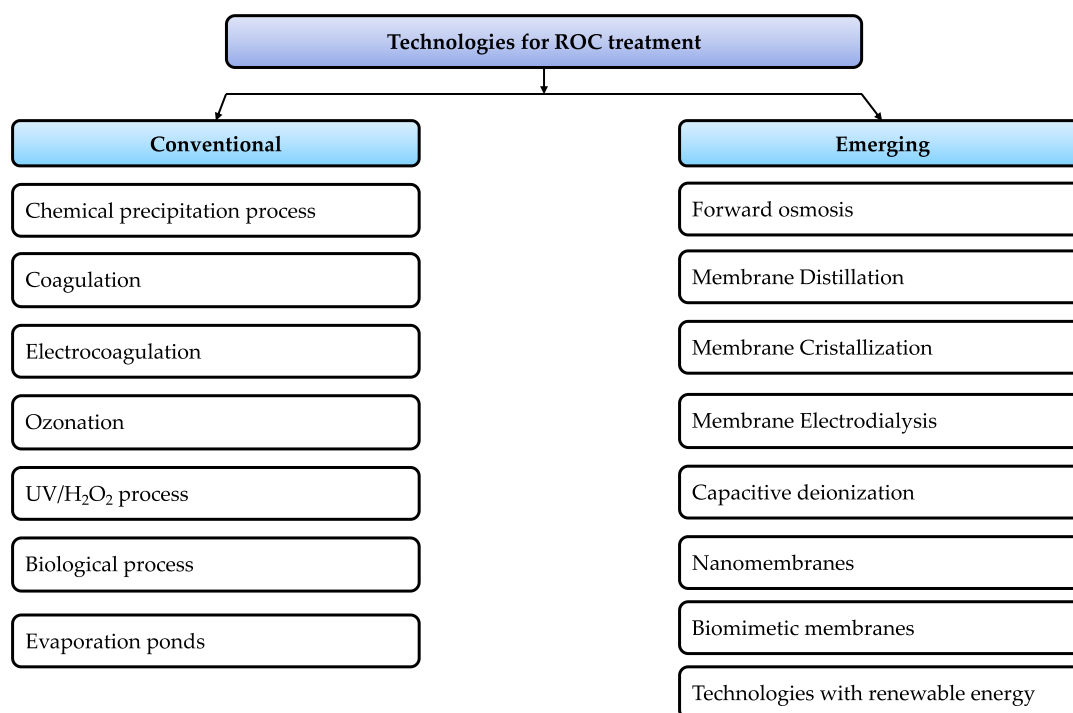 Technologies for ROC treatment
Conventional
Chemical precipitation process
Coagulation
Electrocoagulation
Ozonation
UV/H₂O₂ process
Biological process
Evaporation ponds
Emerging
Forward osmosis
Membrane Distillation
Membrane Cristallization
Membrane Electrodialysis
Capacitive deionization
Nanomembranes
Biomimetic membranes
Technologies with renewable energy